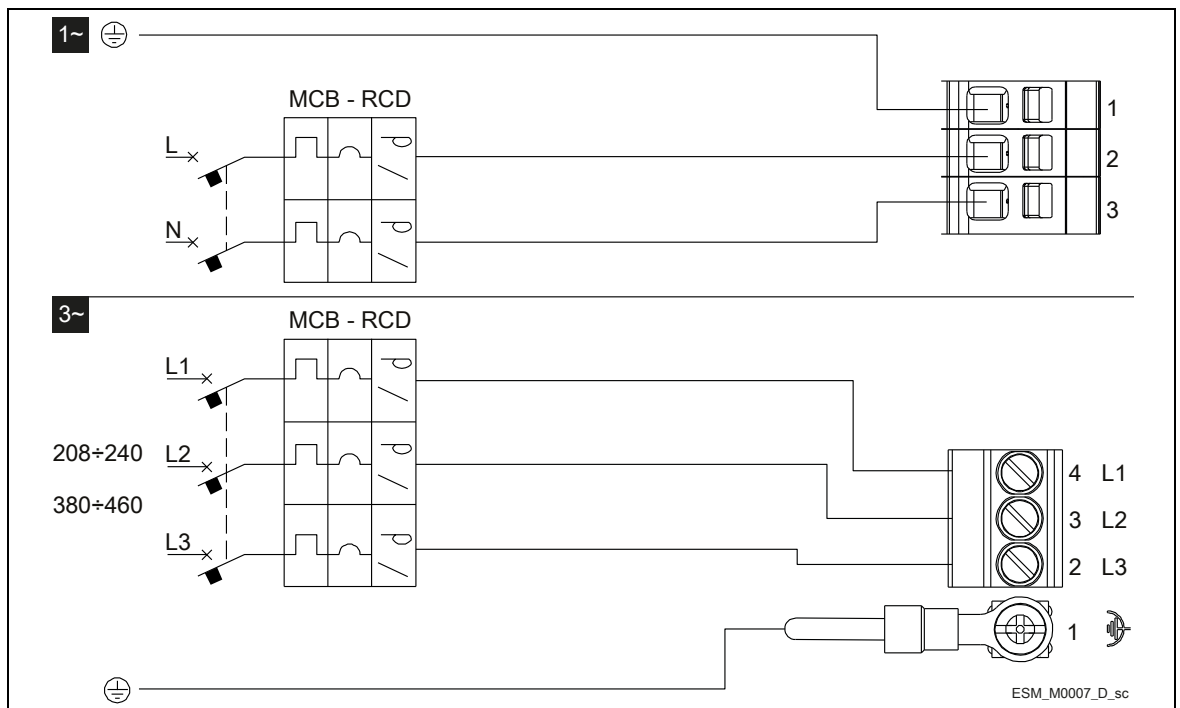 1~
MCB - RCD
L
N
1
2
3
3~
MCB - RCD
L1
208÷240 L2
380÷460
L3
4 L1
3 L2
2 L3
1
ESM_M0007_D_sc